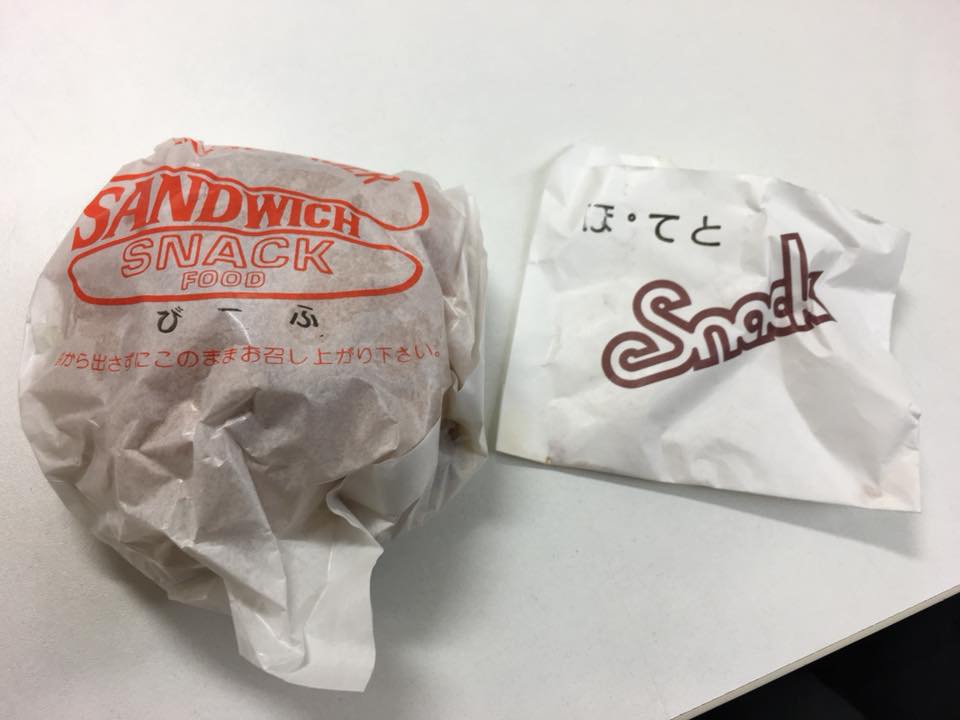 SANDWICH
SNACK
FOOD
びーふ
から出さずにこのままお召し上がり下さい。
ぽてと
Snack